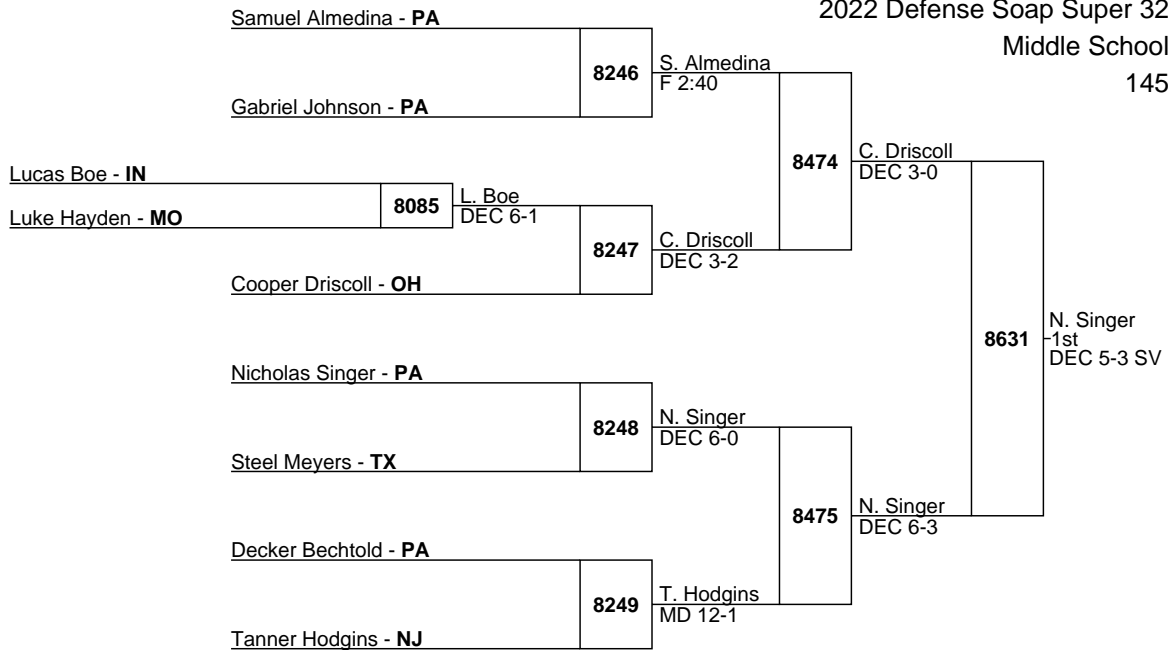 2022 Defense Soap Super 32
Middle School
145
Samuel Almedina - PA
8246
S. Almedina
F 2:40
Gabriel Johnson - PA
8474
C. Driscoll
DEC 3-0
Lucas Boe - IN
8085
L. Boe
DEC 6-1
Luke Hayden - MO
8247
C. Driscoll
DEC 3-2
Cooper Driscoll - OH
8631
N. Singer
1st
DEC 5-3 SV
Nicholas Singer - PA
8248
N. Singer
DEC 6-0
Steel Meyers - TX
8475
N. Singer
DEC 6-3
Decker Bechtold - PA
8249
T. Hodgins
MD 12-1
Tanner Hodgins - NJ